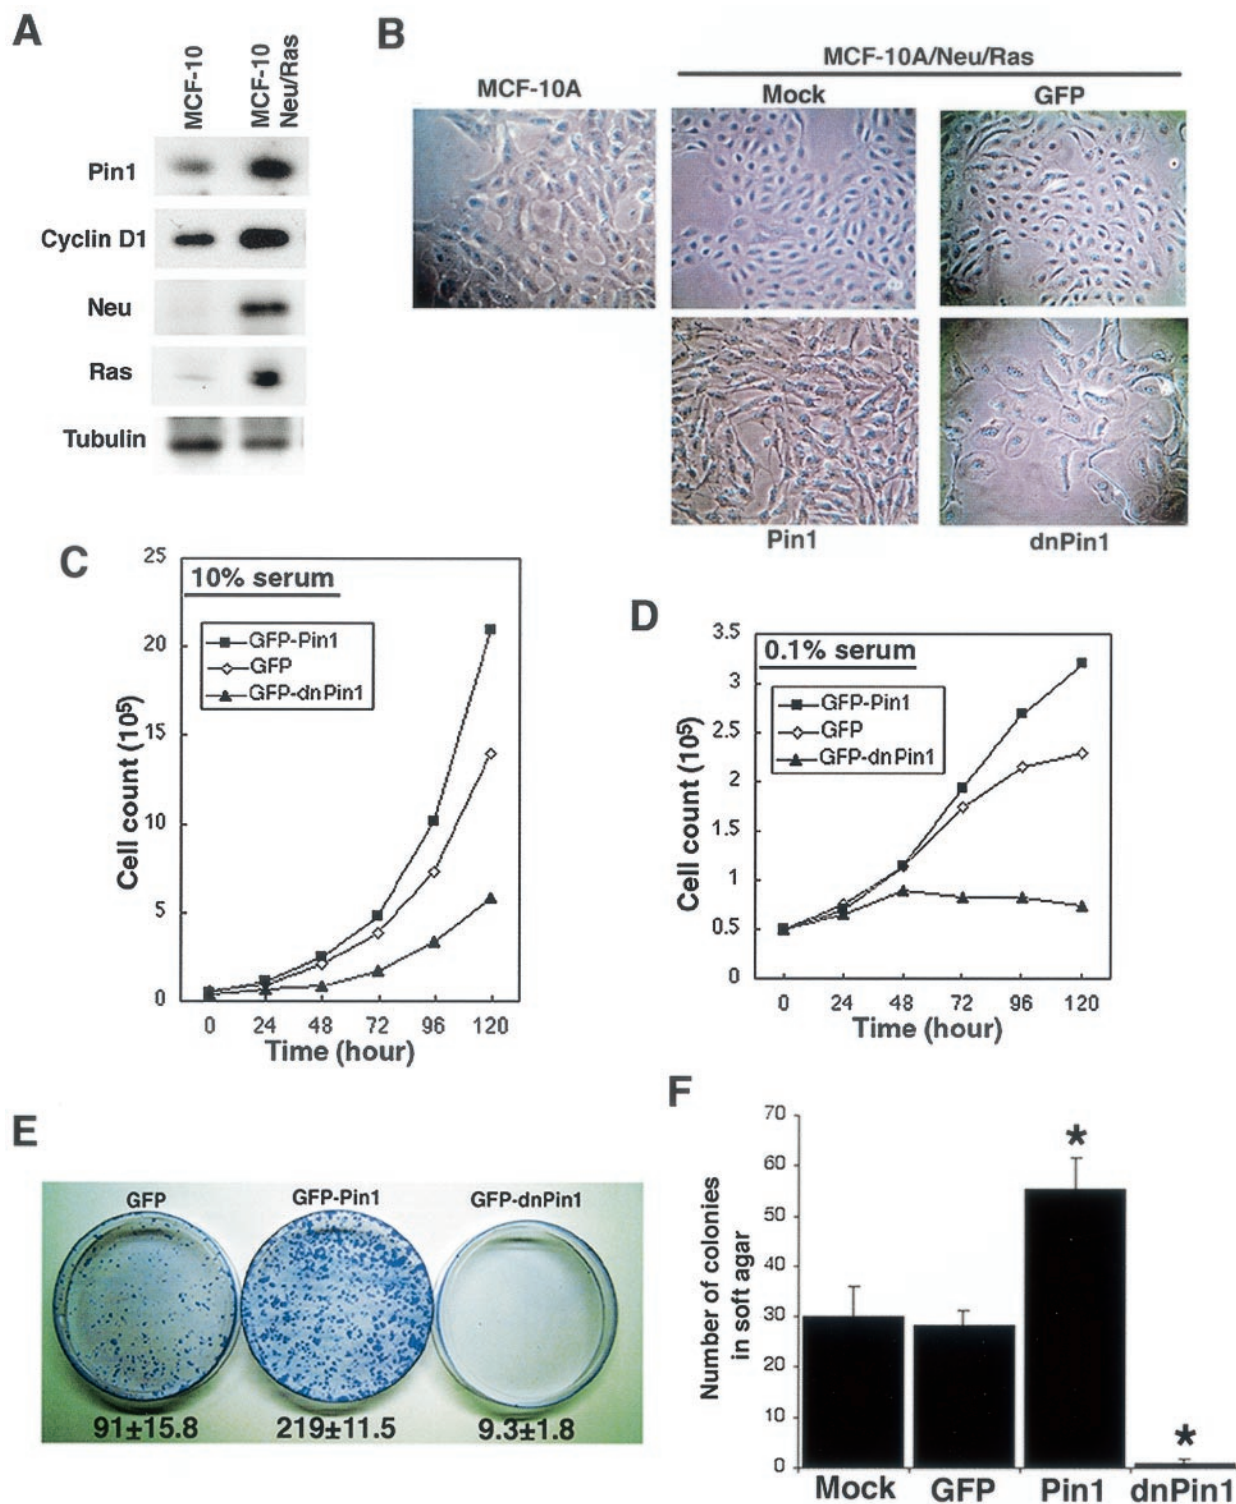 A
MCF-10
MCF-10
Neu/Ras
Pin1
Cyclin D1
Neu
Ras
Tubulin
B
MCF-10A/Neu/Ras
MCF-10A
Mock
GFP
Pin1
dnPin1
C
10% serum
GFP-Pin1
GFP
GFP-dnPin1
Cell count (10⁵)
25
20
15
10
5
0
0 24 48 72 96 120
Time (hour)
D
0.1% serum
GFP-Pin1
GFP
GFP-dnPin1
Cell count (10⁵)
3.5
3
2.5
2
1.5
1
0.5
0
0 24 48 72 96 120
Time (hour)
E
GFP
GFP-Pin1
GFP-dnPin1
91±15.8
219±11.5
9.3±1.8
F
Number of colonies
in soft agar
70
60
50
40
30
20
10
0
*
*
Mock GFP Pin1 dnPin1